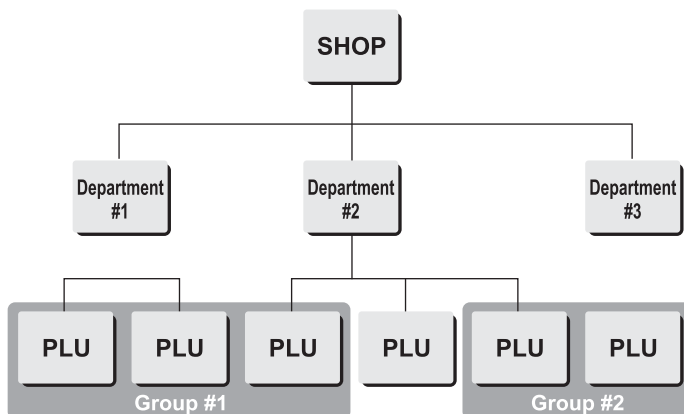 SHOP
Department
#1
Department
#2
Department
#3
PLU
PLU
PLU
PLU
PLU
PLU
Group #1
Group #2